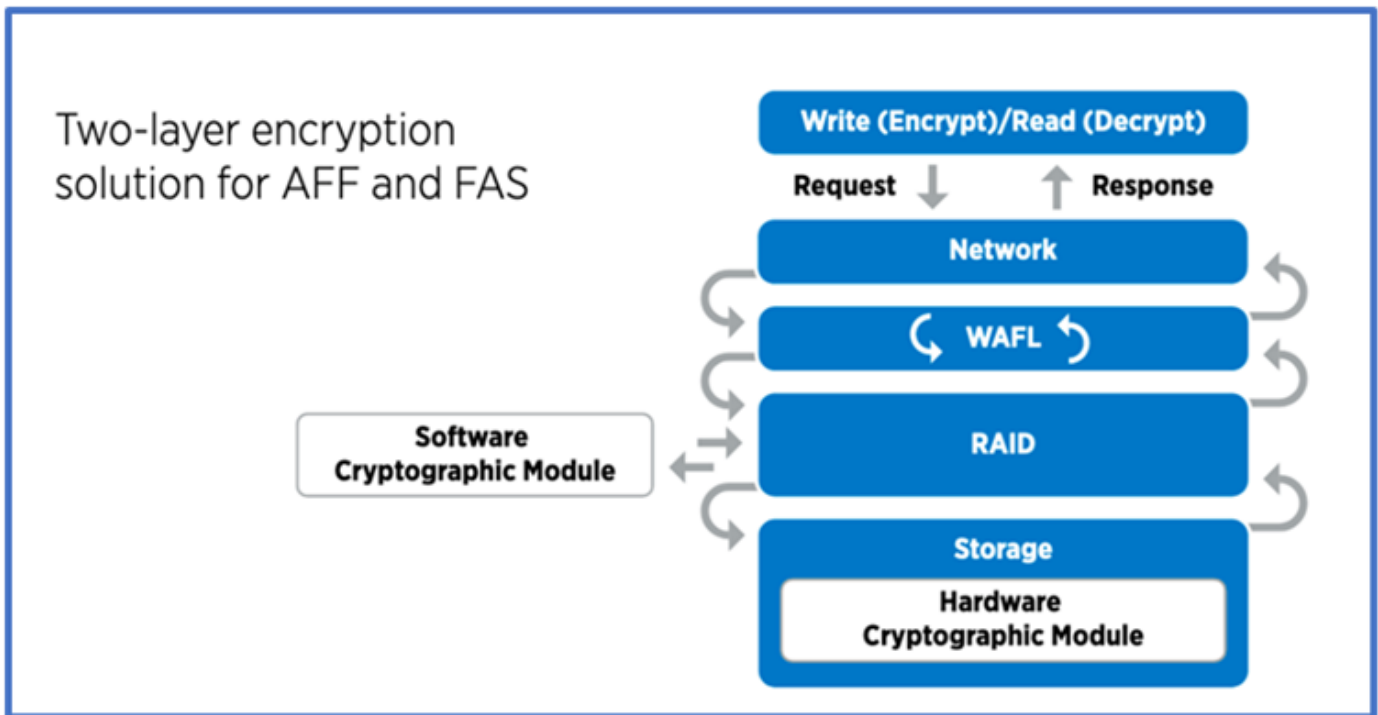 Two-layer encryption
solution for AFF and FAS
Write (Encrypt)/Read (Decrypt)
Request
Response
Network
WAFL
RAID
Software
Cryptographic Module
Storage
Hardware
Cryptographic Module